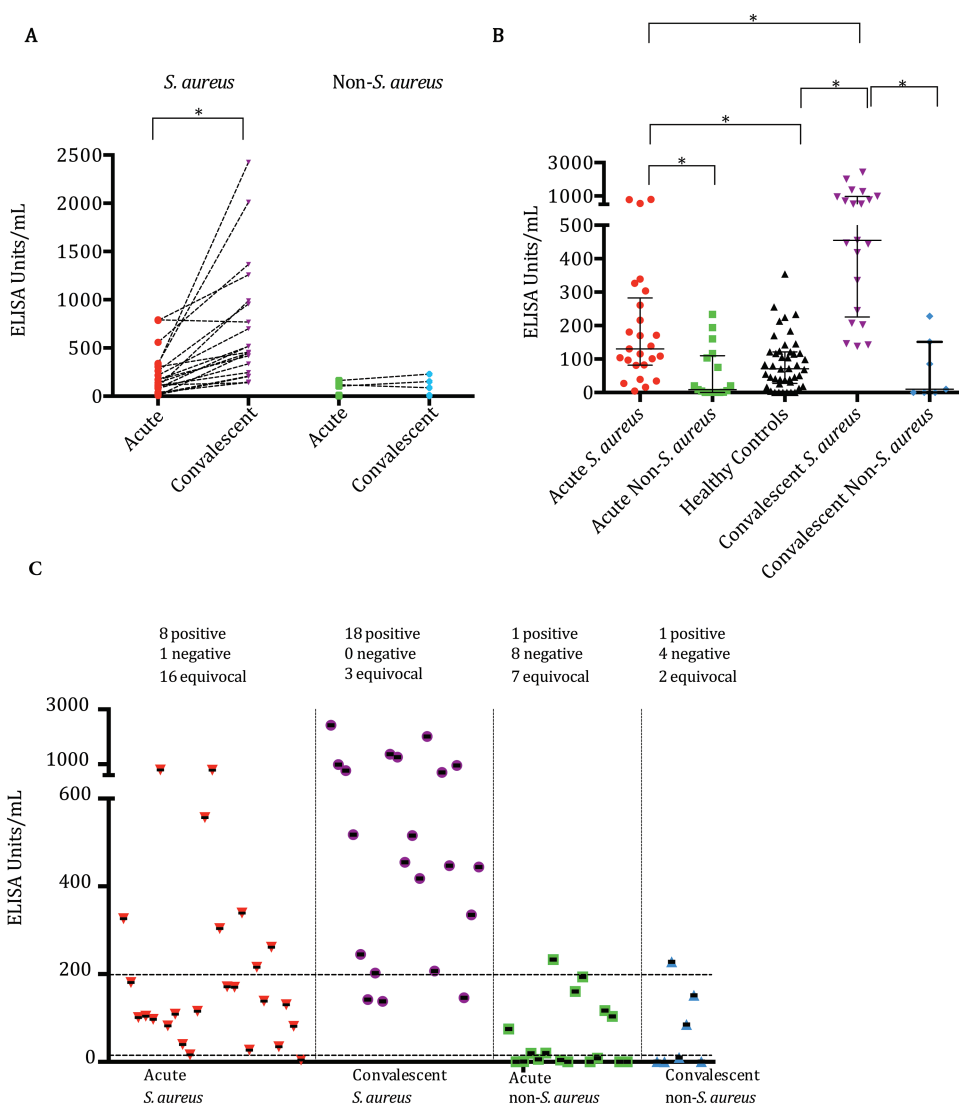 A
S. aureus
Non-S. aureus
*
ELISA Units/mL
2500
2000
1500
1000
500
0
Acute
Convalescent
Acute
Convalescent
B
*
*
*
*
*
ELISA Units/mL
3000
1000
500
400
300
200
100
0
Acute S. aureus
Acute Non-S. aureus
Healthy Controls
Convalescent S. aureus
Convalescent Non-S. aureus
C
8 positive
1 negative
16 equivocal
18 positive
0 negative
3 equivocal
1 positive
8 negative
7 equivocal
1 positive
4 negative
2 equivocal
ELISA Units/mL
3000
1000
600
400
200
0
Acute
S. aureus
Convalescent
S. aureus
Acute
non-S. aureus
Convalescent
non-S. aureus